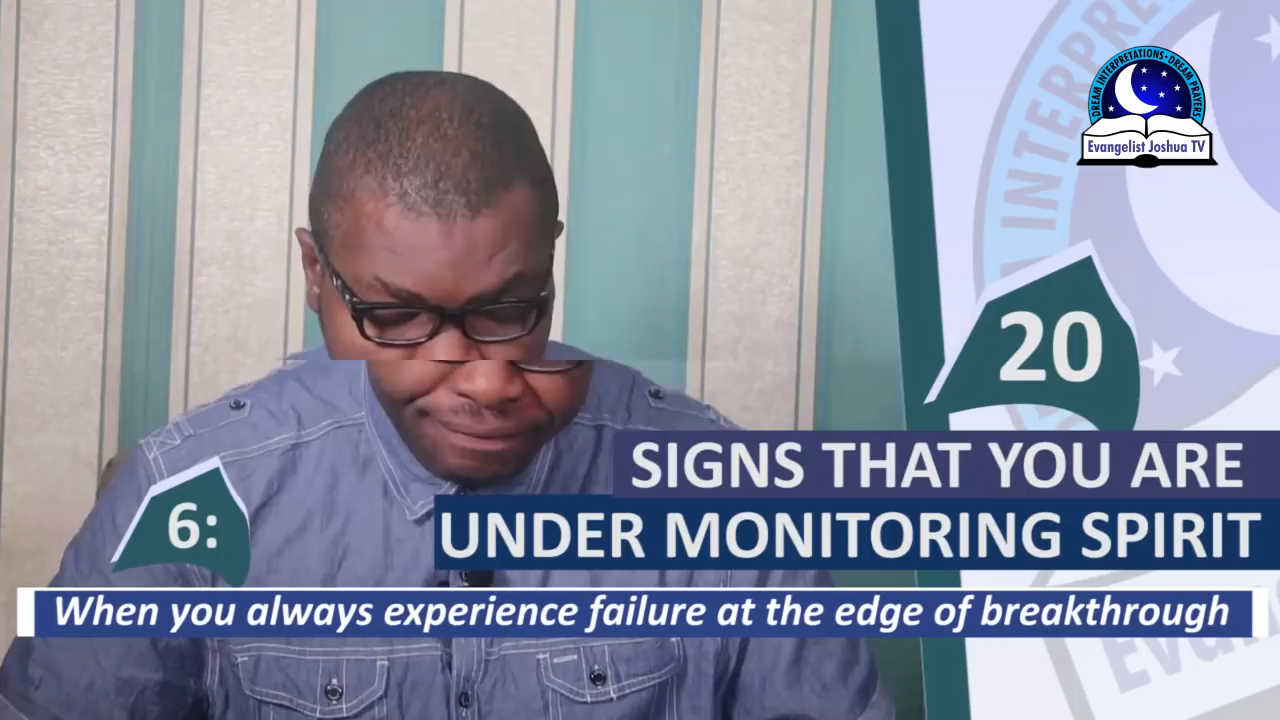 DREAM INTERPRETATIONS-DREAM PRAYERS
Evangelist Joshua TV
INTERPRE
20
SIGNS THAT YOU ARE
UNDER MONITORING SPIRIT
6:
When you always experience failure at the edge of breakthrough